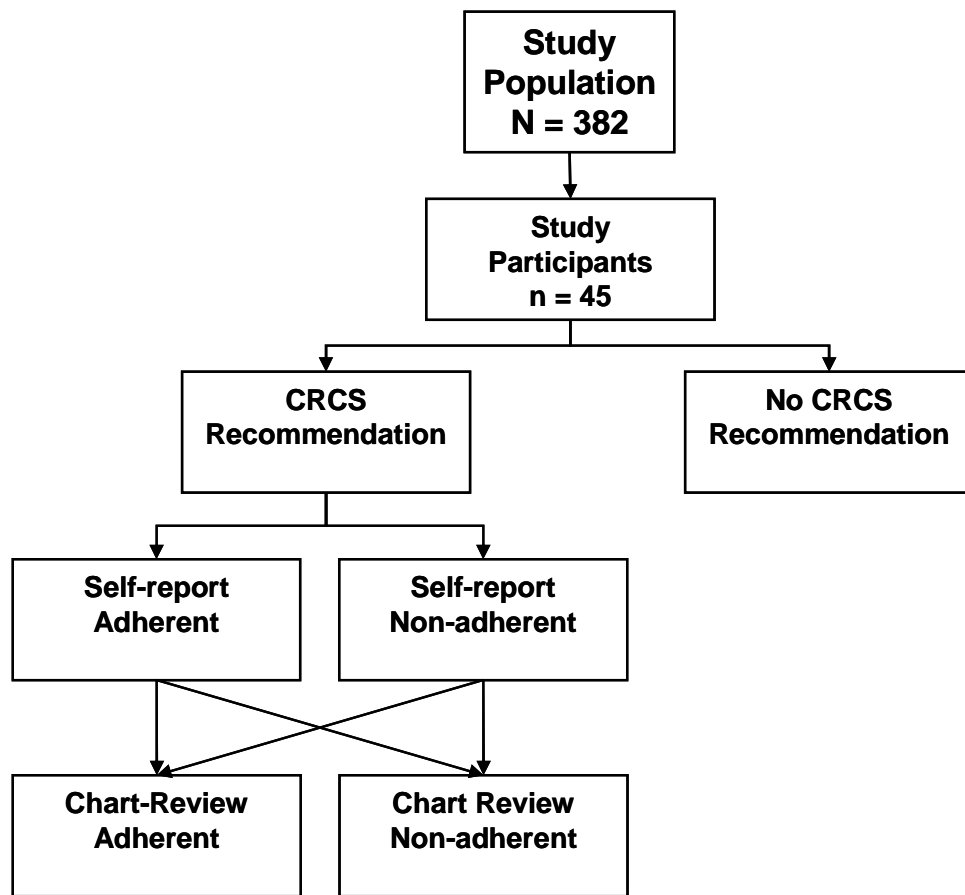 Study
Population
N = 382
Study
Participants
n = 45
CRCS
Recommendation
No CRCS
Recommendation
Self-report
Adherent
Self-report
Non-adherent
Chart-Review
Adherent
Chart Review
Non-adherent